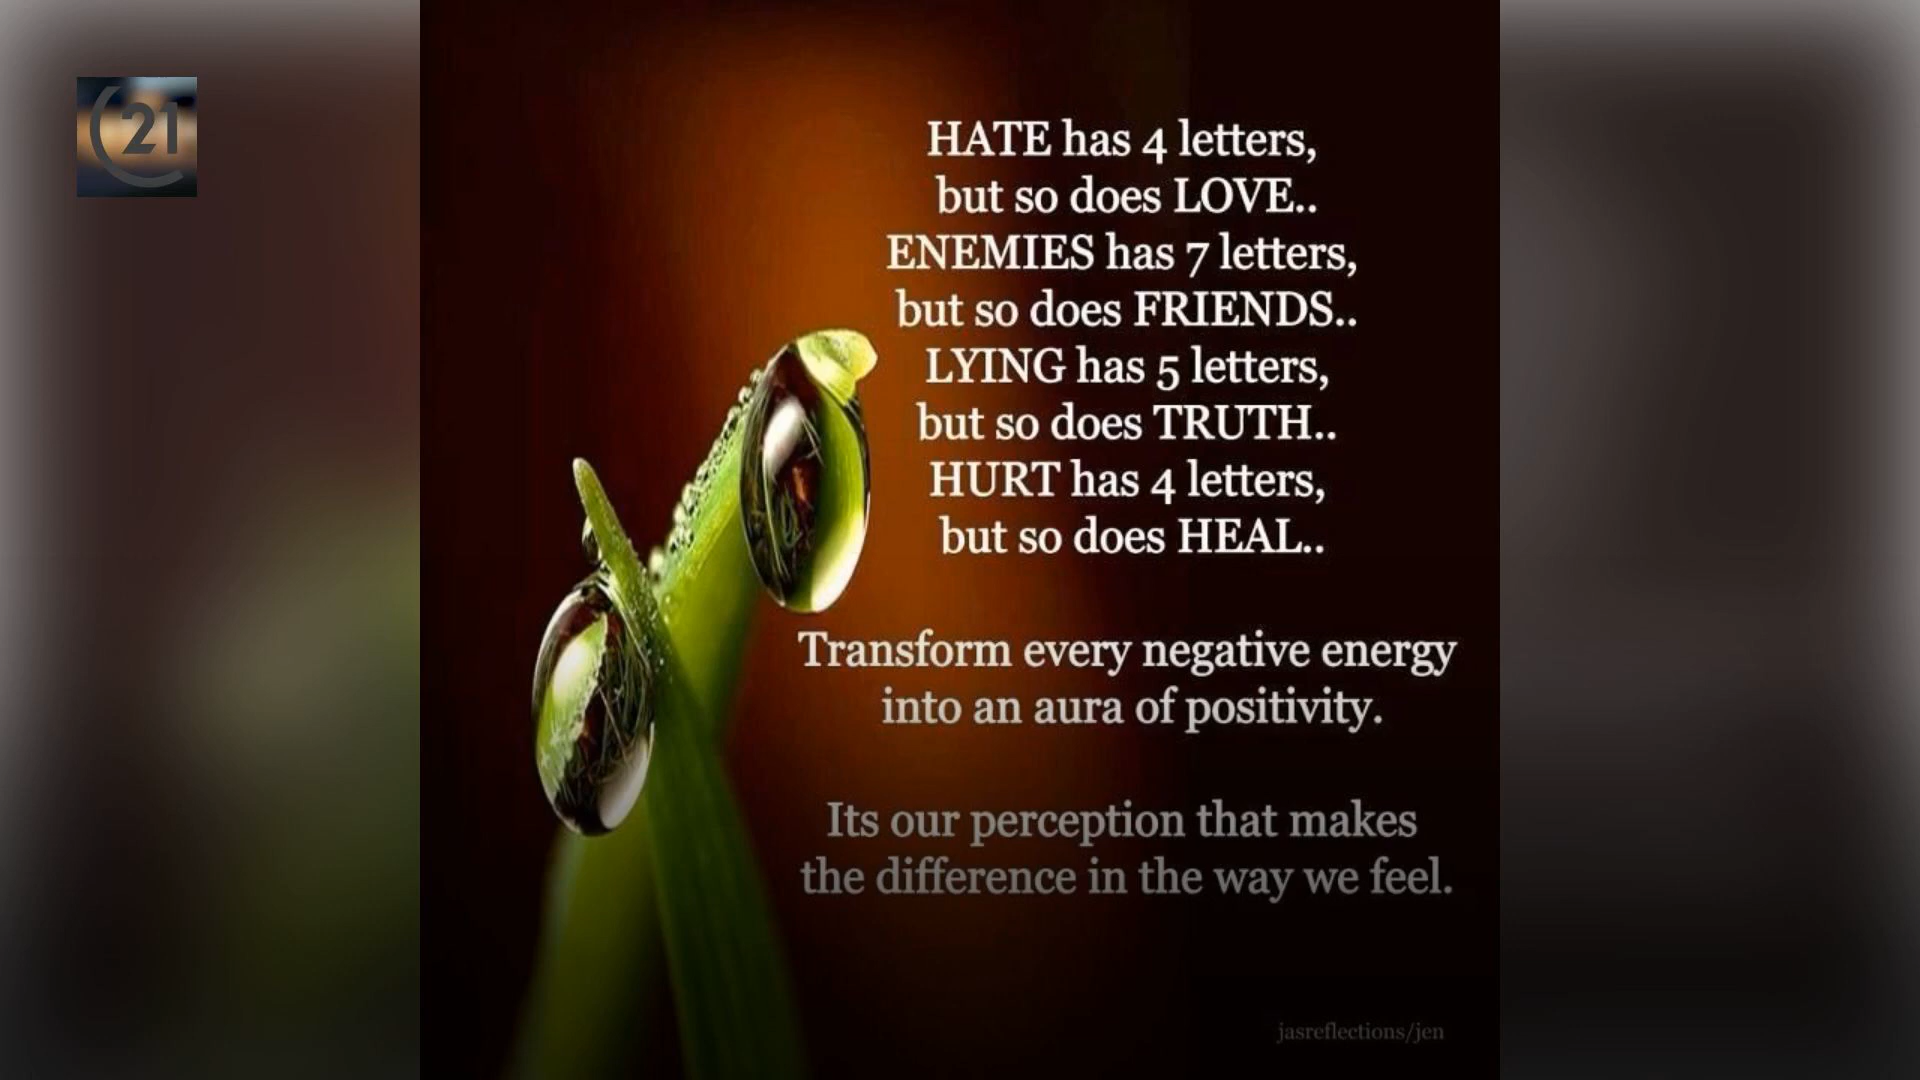 21
HATE has 4 letters,
but so does LOVE..
ENEMIES has 7 letters,
but so does FRIENDS..
LYING has 5 letters,
but so does TRUTH..
HURT has 4 letters,
but so does HEAL..
Transform every negative energy
into an aura of positivity.
Its our perception that makes
the difference in the way we feel.
jasreflections/jen